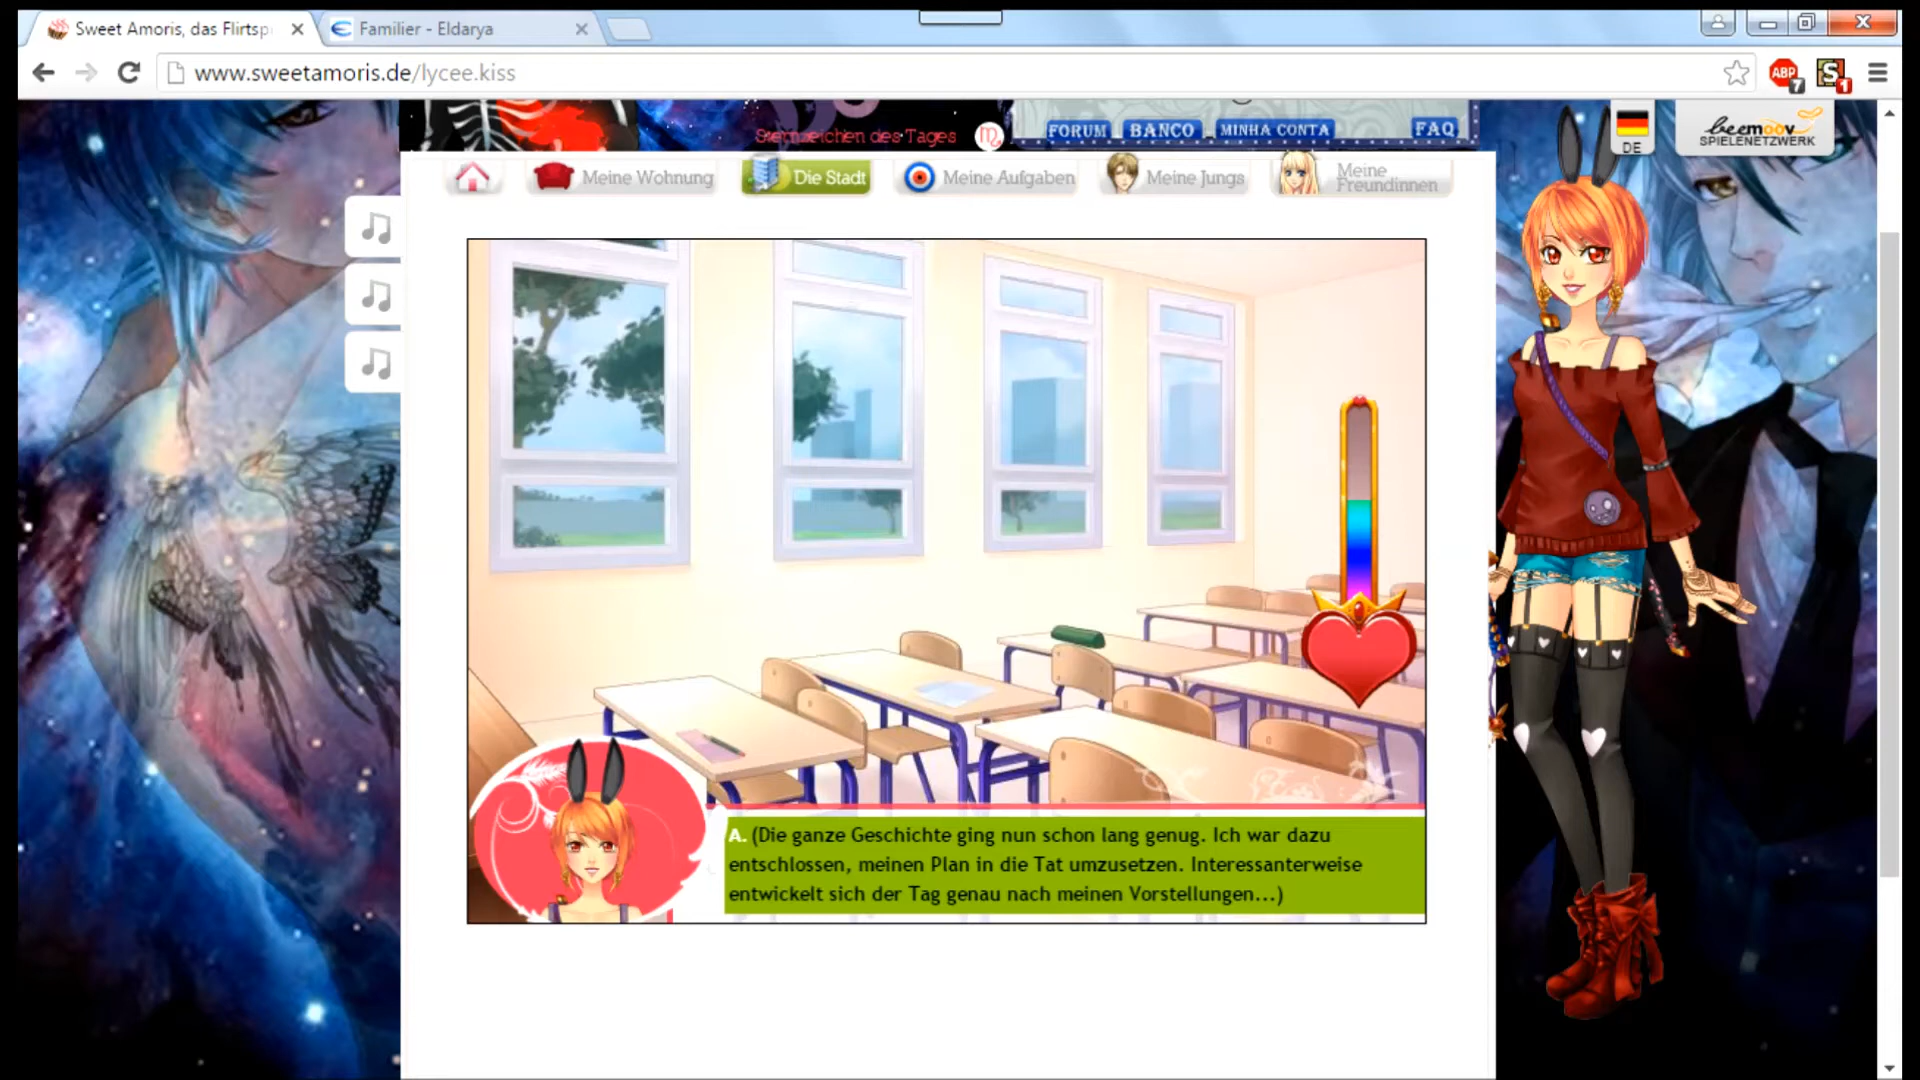 Sweet Amoris, das Flirtsp
Familier - Eldarya
www.sweetamoris.de/lycee.kiss
ABP
7
S
1
Sternzeichen des Tages
FORUM
BANCO
MINHA CONTA
FAQ
DE
beemoov
SPIELENETZWERK
Meine Wohnung
Die Stadt
Meine Aufgaben
Meine Jungs
Meine
Freundinnen
A. (Die ganze Geschichte ging nun schon lang genug. Ich war dazu
entschlossen, meinen Plan in die Tat umzusetzen. Interessanterweise
entwickelt sich der Tag genau nach meinen Vorstellungen...)